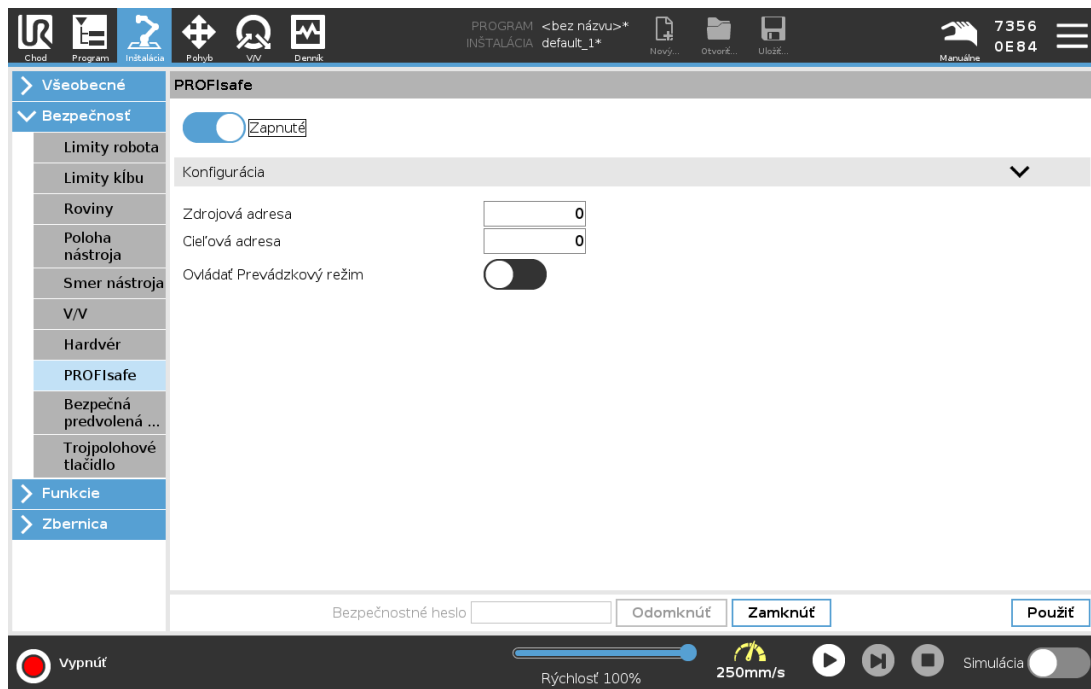 UR
Chod
Program
Inštalácia
Pohyb
V/V
Denník
PROGRAM <bez názvu>*
INŠTALÁCIA default_1*
Nový...
Otvoriť...
Uložiť...
Manuálne
7356
0E84
Všeobecné
Bezpečnosť
Limity robota
Limity kĺbu
Roviny
Poloha
nástroja
Smer nástroja
V/V
Hardvér
PROFIsafe
Bezpečná
predvolená ...
Trojpolohové
tlačidlo
Funkcie
Zbernica
PROFIsafe
Zapnuté
Konfigurácia
Zdrojová adresa 0
Cieľová adresa 0
Ovládať Prevádzkový režim
Bezpečnostné heslo Odomknúť Zamknúť Použiť
Vypnúť
Rýchlosť 100%
250mm/s
Simulácia